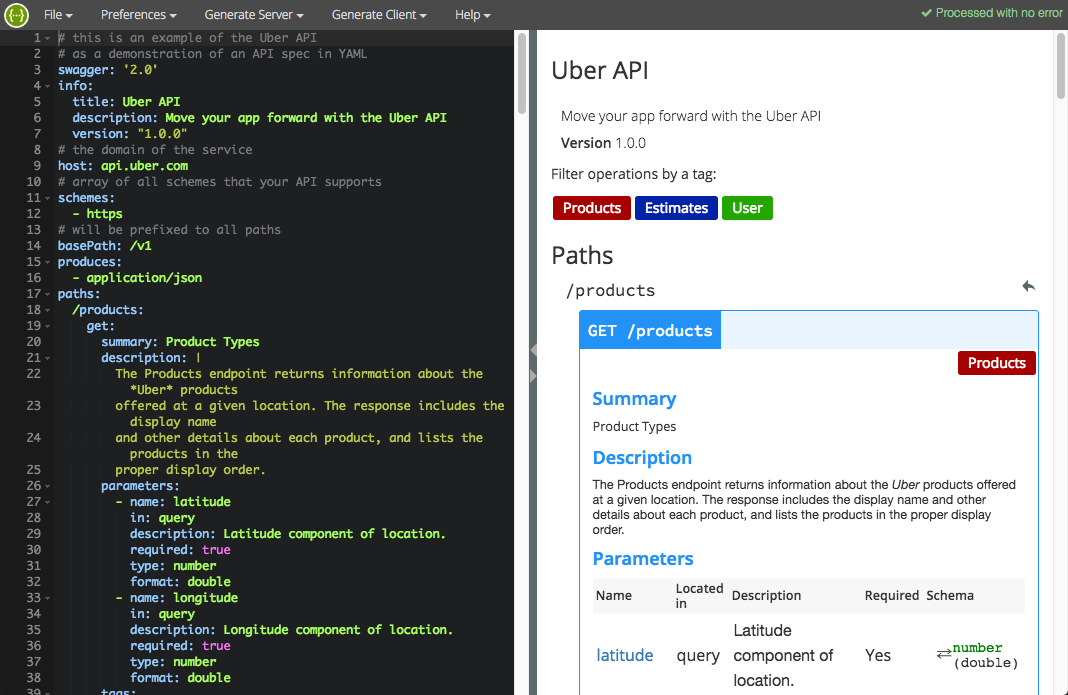 {···}
File Preferences Generate Server Generate Client Help
Processed with no error
1 # this is an example of the Uber API
2 # as a demonstration of an API spec in YAML
3 swagger: '2.0'
4 info:
5 title: Uber API
6 description: Move your app forward with the Uber API
7 version: "1.0.0"
8 # the domain of the service
9 host: api.uber.com
10 # array of all schemes that your API supports
11 schemes:
12 - https
13 # will be prefixed to all paths
14 basePath: /v1
15 produces:
16 - application/json
17 paths:
18 /products:
19 get:
20 summary: Product Types
21 description: |
22 The Products endpoint returns information about the
*Uber* products
23 offered at a given location. The response includes the
display name
24 and other details about each product, and lists the
products in the
25 proper display order.
26 parameters:
27 - name: latitude
28 in: query
29 description: Latitude component of location.
30 required: true
31 type: number
32 format: double
33 - name: longitude
34 in: query
35 description: Longitude component of location.
36 required: true
37 type: number
38 format: double
39 tags:
Uber API
Move your app forward with the Uber API
Version 1.0.0
Filter operations by a tag:
Products Estimates User
Paths
/products
GET /products
Products
Summary
Product Types
Description
The Products endpoint returns information about the Uber products offered
at a given location. The response includes the display name and other
details about each product, and lists the products in the proper display
order.
Parameters
Name Located in Description Required Schema
latitude query Latitude component of location. Yes ⇄number (double)